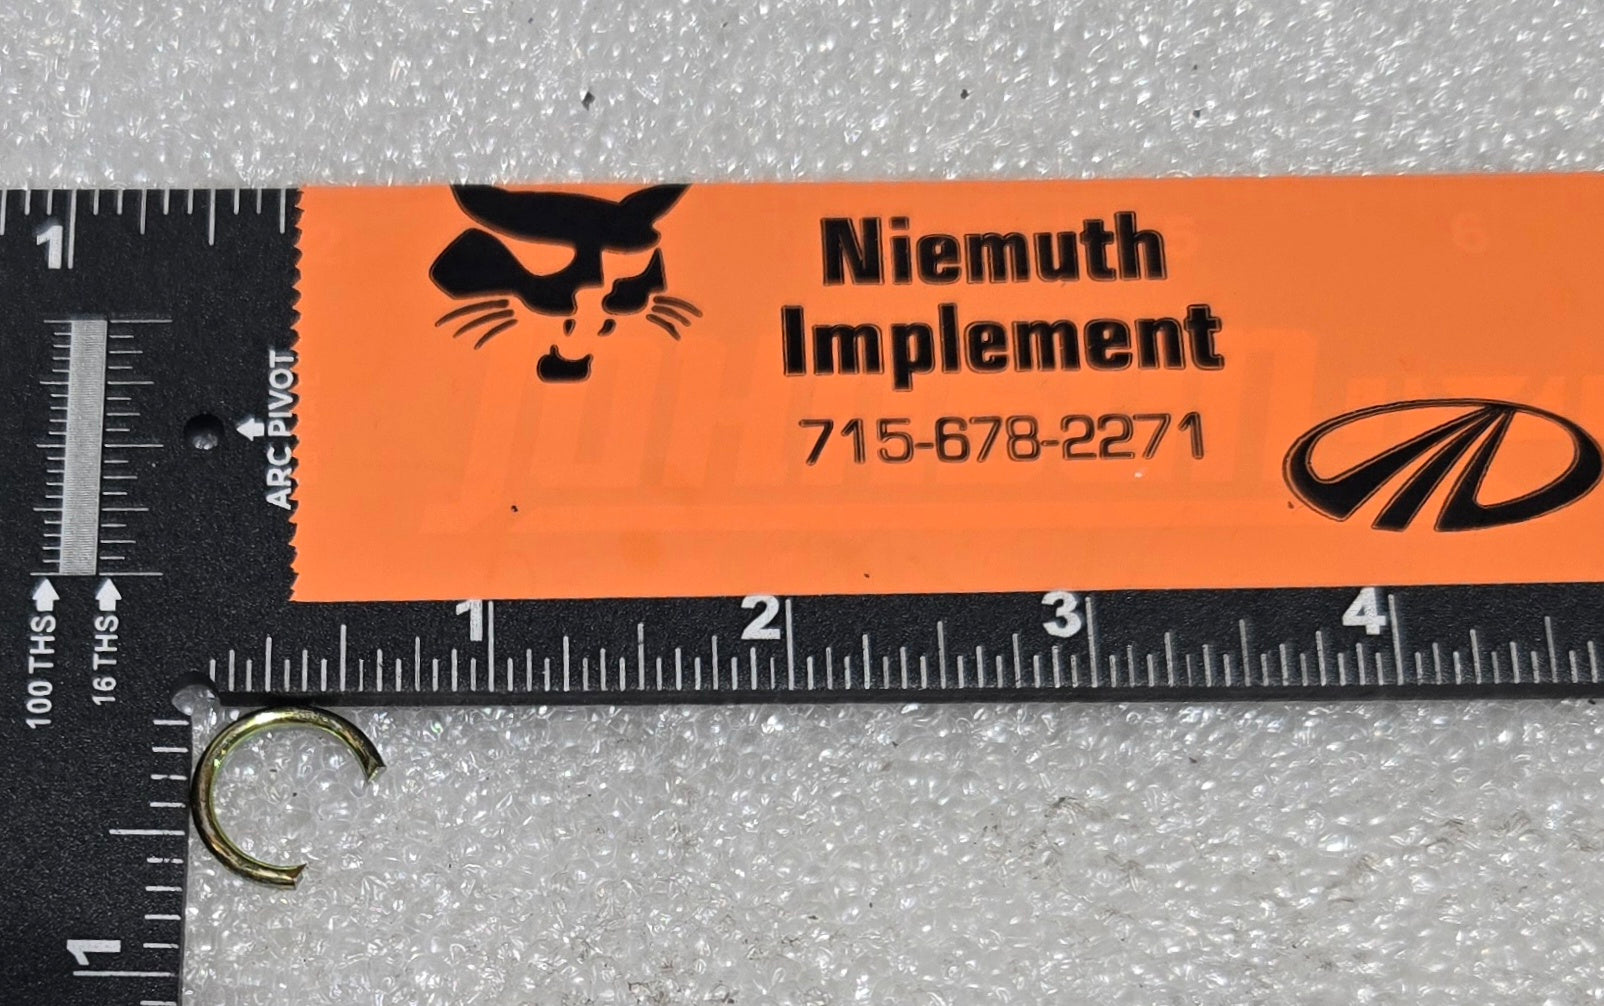 1
Niemuth
Implement
715-678-2271
ARC PIVOT
100 THS
16 THS
1 2 3 4
1